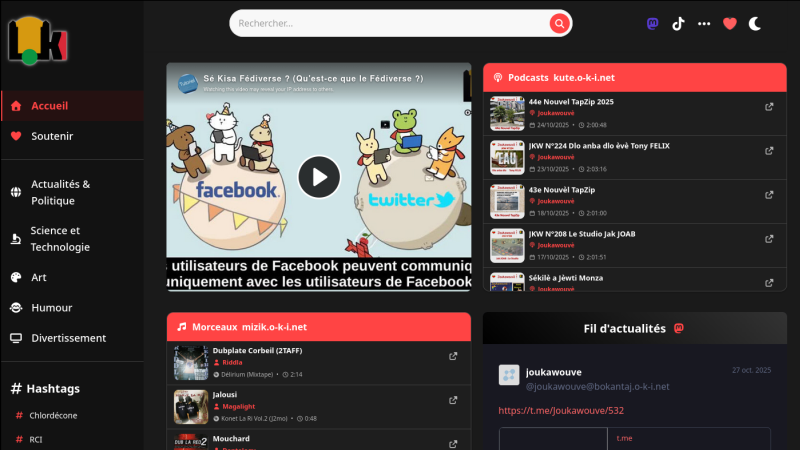 Rechercher...
Accueil
Soutenir
Actualités &
Politique
Science et
Technologie
Art
Humour
Divertissement
Hashtags
# Chlordécone
# RCI
Sé Kisa Fédiverse ? (Qu'est-ce que le Fédiverse ?)
Watching this video may reveal your IP address to others.
facebook.
twitter
utilisateurs de Facebook peuvent communiq
uniquement avec les utilisateurs de Facebook
Podcasts kute.o-k-i.net
44e Nouvel TapZip 2025
Joukawouvé
24/10/2025 • 2:00:48
JKW N°224 Dlo anba dlo èvè Tony FELIX
Joukawouvé
23/10/2025 • 2:03:16
43e Nouvèl TapZip
Joukawouvé
18/10/2025 • 2:01:00
JKW N°208 Le Studio Jak JOAB
Joukawouvé
17/10/2025 • 2:01:51
Sékilé a Jèwti Monza
Joukawouvé
Morceaux mizik.o-k-i.net
Dubplate Corbeil (2TAFF)
Riddla
Délirium (Mixtape) • 2:14
Jalousi
Magalight
Konet La Ri Vol.2 (J2mo) • 0:48
Mouchard
Fil d'actualités
joukawouve
27 oct. 2025
@joukawouve@bokantaj.o-k-i.net
https://t.me/Joukawouve/532
t.me